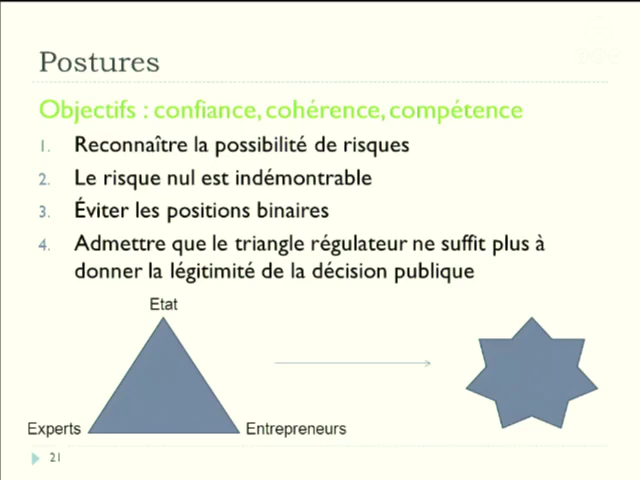 Postures
Objectifs : confiance, cohérence, compétence
1. Reconnaître la possibilité de risques
2. Le risque nul est indémontrable
3. Éviter les positions binaires
4. Admettre que le triangle régulateur ne suffit plus à
donner la légitimité de la décision publique
Etat
Experts
Entrepreneurs
21